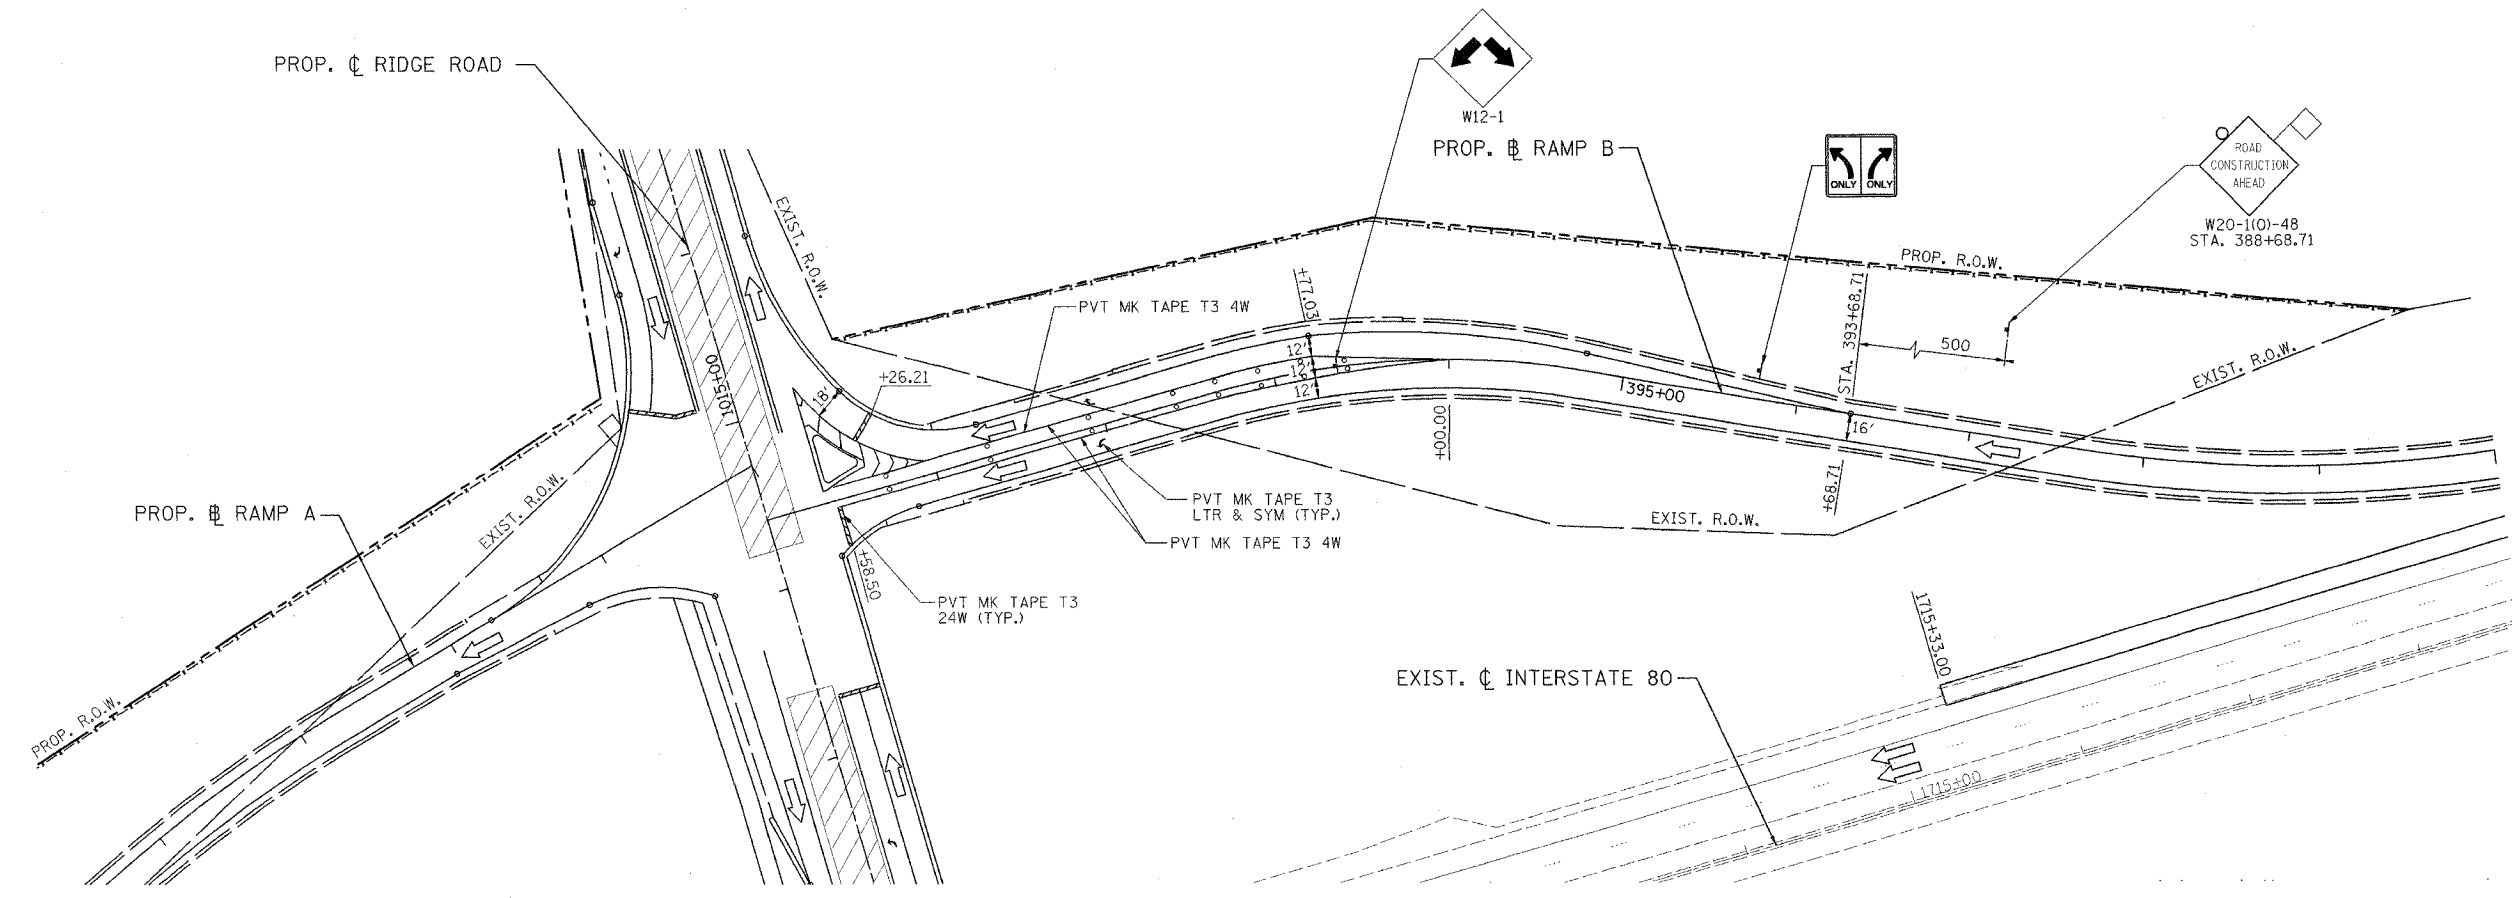 PROP. ℄ RIDGE ROAD
W12-1
PROP. ⅊ RAMP B
ONLY ONLY
ROAD
CONSTRUCTION
AHEAD
W20-1(O)-48
STA. 388+68.71
EXIST. R.O.W.
PROP. R.O.W.
+77.03
STA. 393+68.71
500
PVT MK TAPE T3 4W
12'
12'
12'
1015+00
18'
+26.21
395+00
EXIST. R.O.W.
+00.00
16'
+68.71
EXIST. R.O.W.
PROP. ⅊ RAMP A
EXIST. R.O.W.
PVT MK TAPE T3
LTR & SYM (TYP.)
PVT MK TAPE T3 4W
+58.50
PVT MK TAPE T3
24W (TYP.)
1715+33.00
EXIST. ℄ INTERSTATE 80
PROP. R.O.W.
1715+00